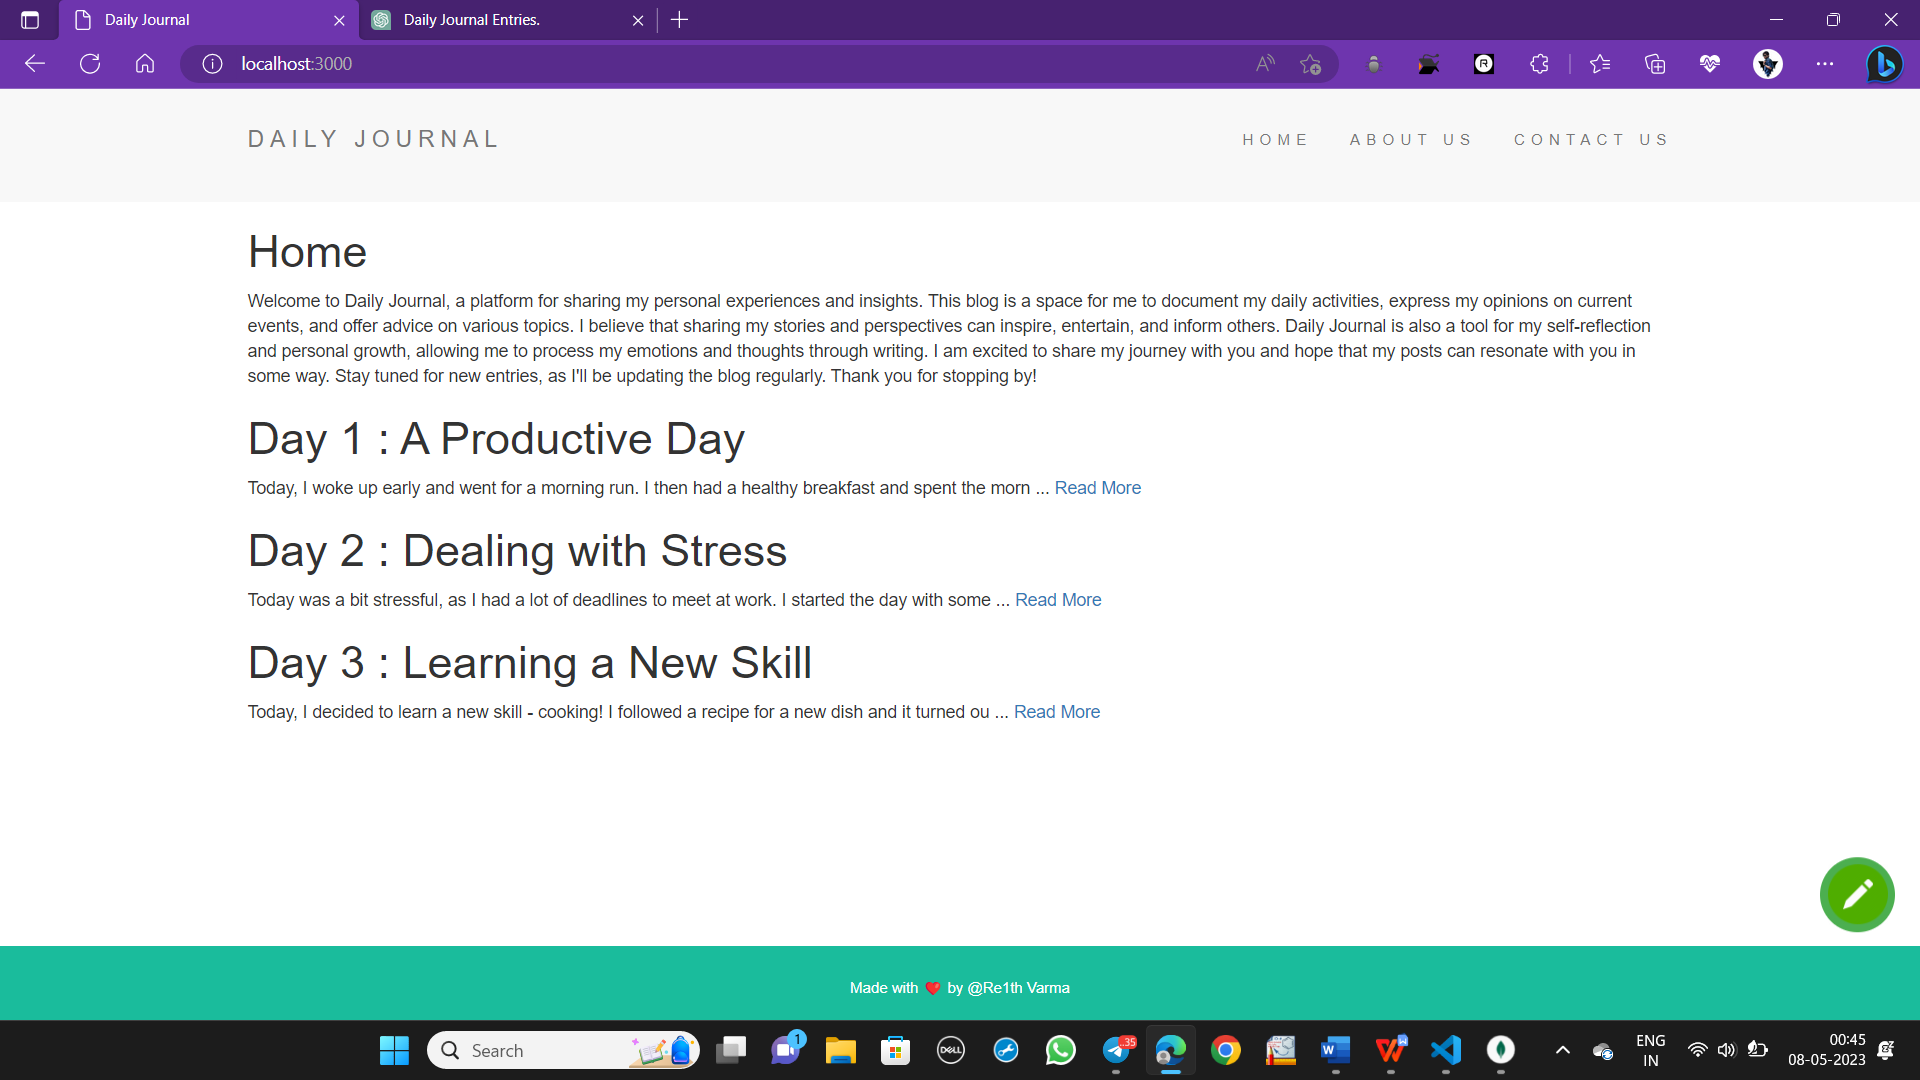 Daily Journal
Daily Journal Entries.
localhost:3000
DAILY JOURNAL
HOME ABOUT US CONTACT US
Home
Welcome to Daily Journal, a platform for sharing my personal experiences and insights. This blog is a space for me to document my daily activities, express my opinions on current
events, and offer advice on various topics. I believe that sharing my stories and perspectives can inspire, entertain, and inform others. Daily Journal is also a tool for my self-reflection
and personal growth, allowing me to process my emotions and thoughts through writing. I am excited to share my journey with you and hope that my posts can resonate with you in
some way. Stay tuned for new entries, as I'll be updating the blog regularly. Thank you for stopping by!
Day 1 : A Productive Day
Today, I woke up early and went for a morning run. I then had a healthy breakfast and spent the morn ... Read More
Day 2 : Dealing with Stress
Today was a bit stressful, as I had a lot of deadlines to meet at work. I started the day with some ... Read More
Day 3 : Learning a New Skill
Today, I decided to learn a new skill - cooking! I followed a recipe for a new dish and it turned ou ... Read More
Made with ❤️ by @Re1th Varma
Search
1
DELL
..35
W
ENG
IN
00:45
08-05-2023